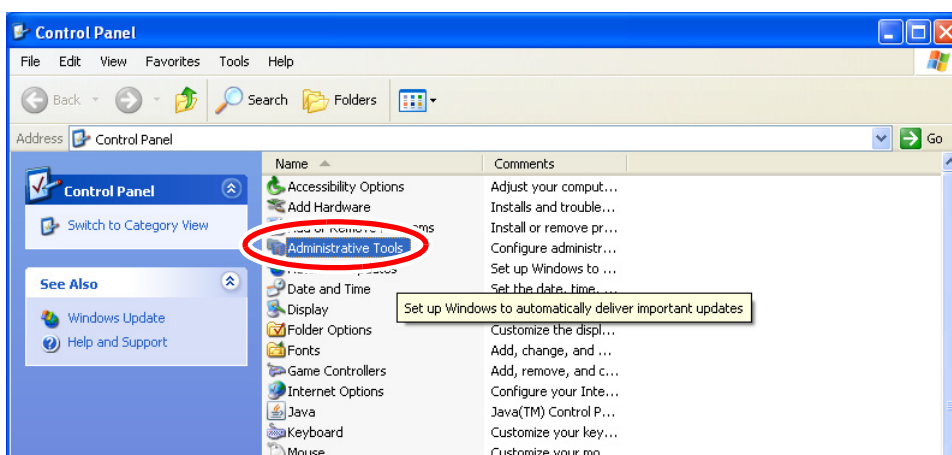 Control Panel
File Edit View Favorites Tools Help
Back Search Folders
Address Control Panel Go
Control Panel
Switch to Category View
See Also
Windows Update
Help and Support
Name Comments
Accessibility Options Adjust your comput...
Add Hardware Installs and trouble...
Add or Remove Install or remove pr...
Administrative Tools Configure administr...
Set up Windows to ...
Date and Time Set the date, time, ...
Set up Windows to automatically deliver important updates
Display
Folder Options Customize the displ...
Fonts Add, change, and ...
Game Controllers Add, remove, and c...
Internet Options Configure your Inte...
Java Java(TM) Control P...
Keyboard Customize your key...
Mouse Customize your mo...